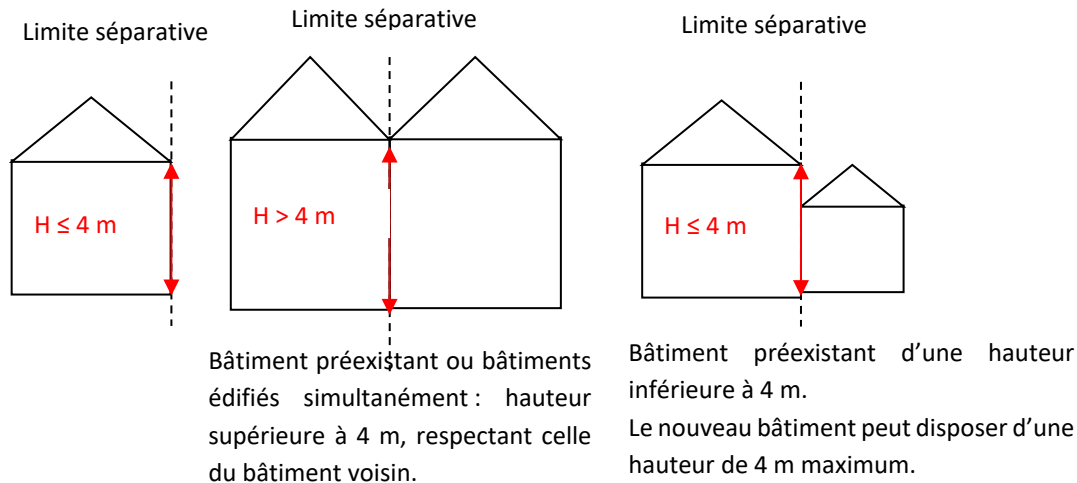 Limite séparative
Limite séparative
Limite séparative
H ≤ 4 m
H > 4 m
H ≤ 4 m
Bâtiment préexistant ou bâtiments
édifiés simultanément : hauteur
supérieure à 4 m, respectant celle
du bâtiment voisin.
Bâtiment préexistant d’une hauteur
inférieure à 4 m.
Le nouveau bâtiment peut disposer d’une
hauteur de 4 m maximum.